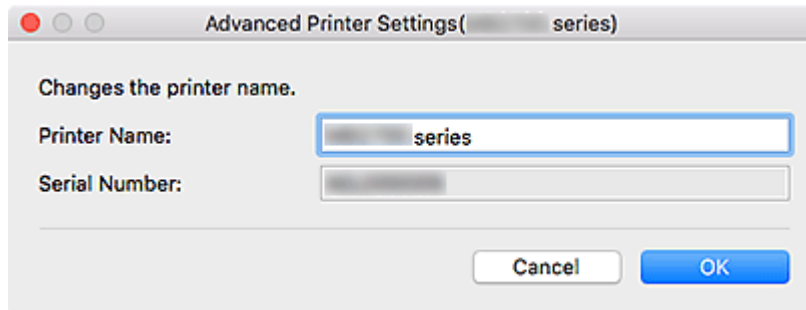 Advanced Printer Settings( series)
Changes the printer name.
Printer Name: series
Serial Number:
Cancel OK